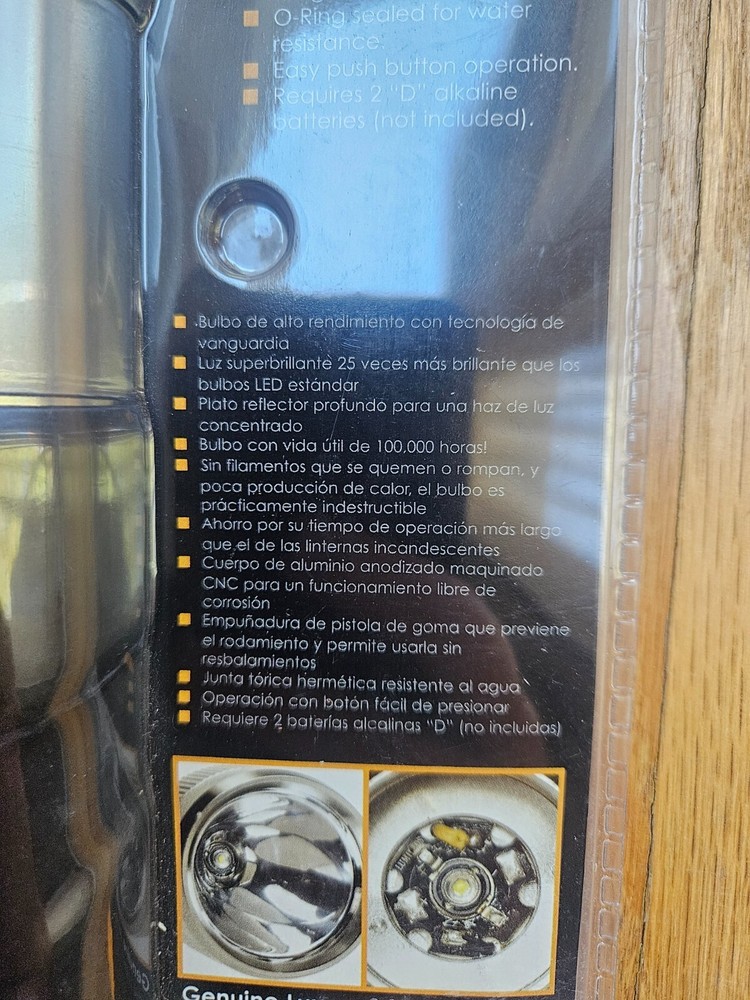 O-Ring sealed for water
resistance.
Easy push button operation.
Requires 2 "D" alkaline
batteries (not included).
Bulbo de alto rendimiento con tecnología de
vanguardia
Luz superbrillante 25 veces más brillante que los
bulbos LED estándar
Plato reflector profundo para una haz de luz
concentrado
Bulbo con vida útil de 100,000 horas!
Sin filamentos que se quemen o rompan, y
poca producción de calor, el bulbo es
prácticamente indestructible
Ahorro por su tiempo de operación más largo
que el de las linternas incandescentes
Cuerpo de aluminio anodizado maquinado
CNC para un funcionamiento libre de
corrosión
Empuñadura de pistola de goma que previene
el rodamiento y permite usarla sin
resbalamientos
Junta tórica hermética resistente al agua
Operación con botón fácil de presionar
Requiere 2 baterías alcalinas "D" (no incluidas)
Genuine